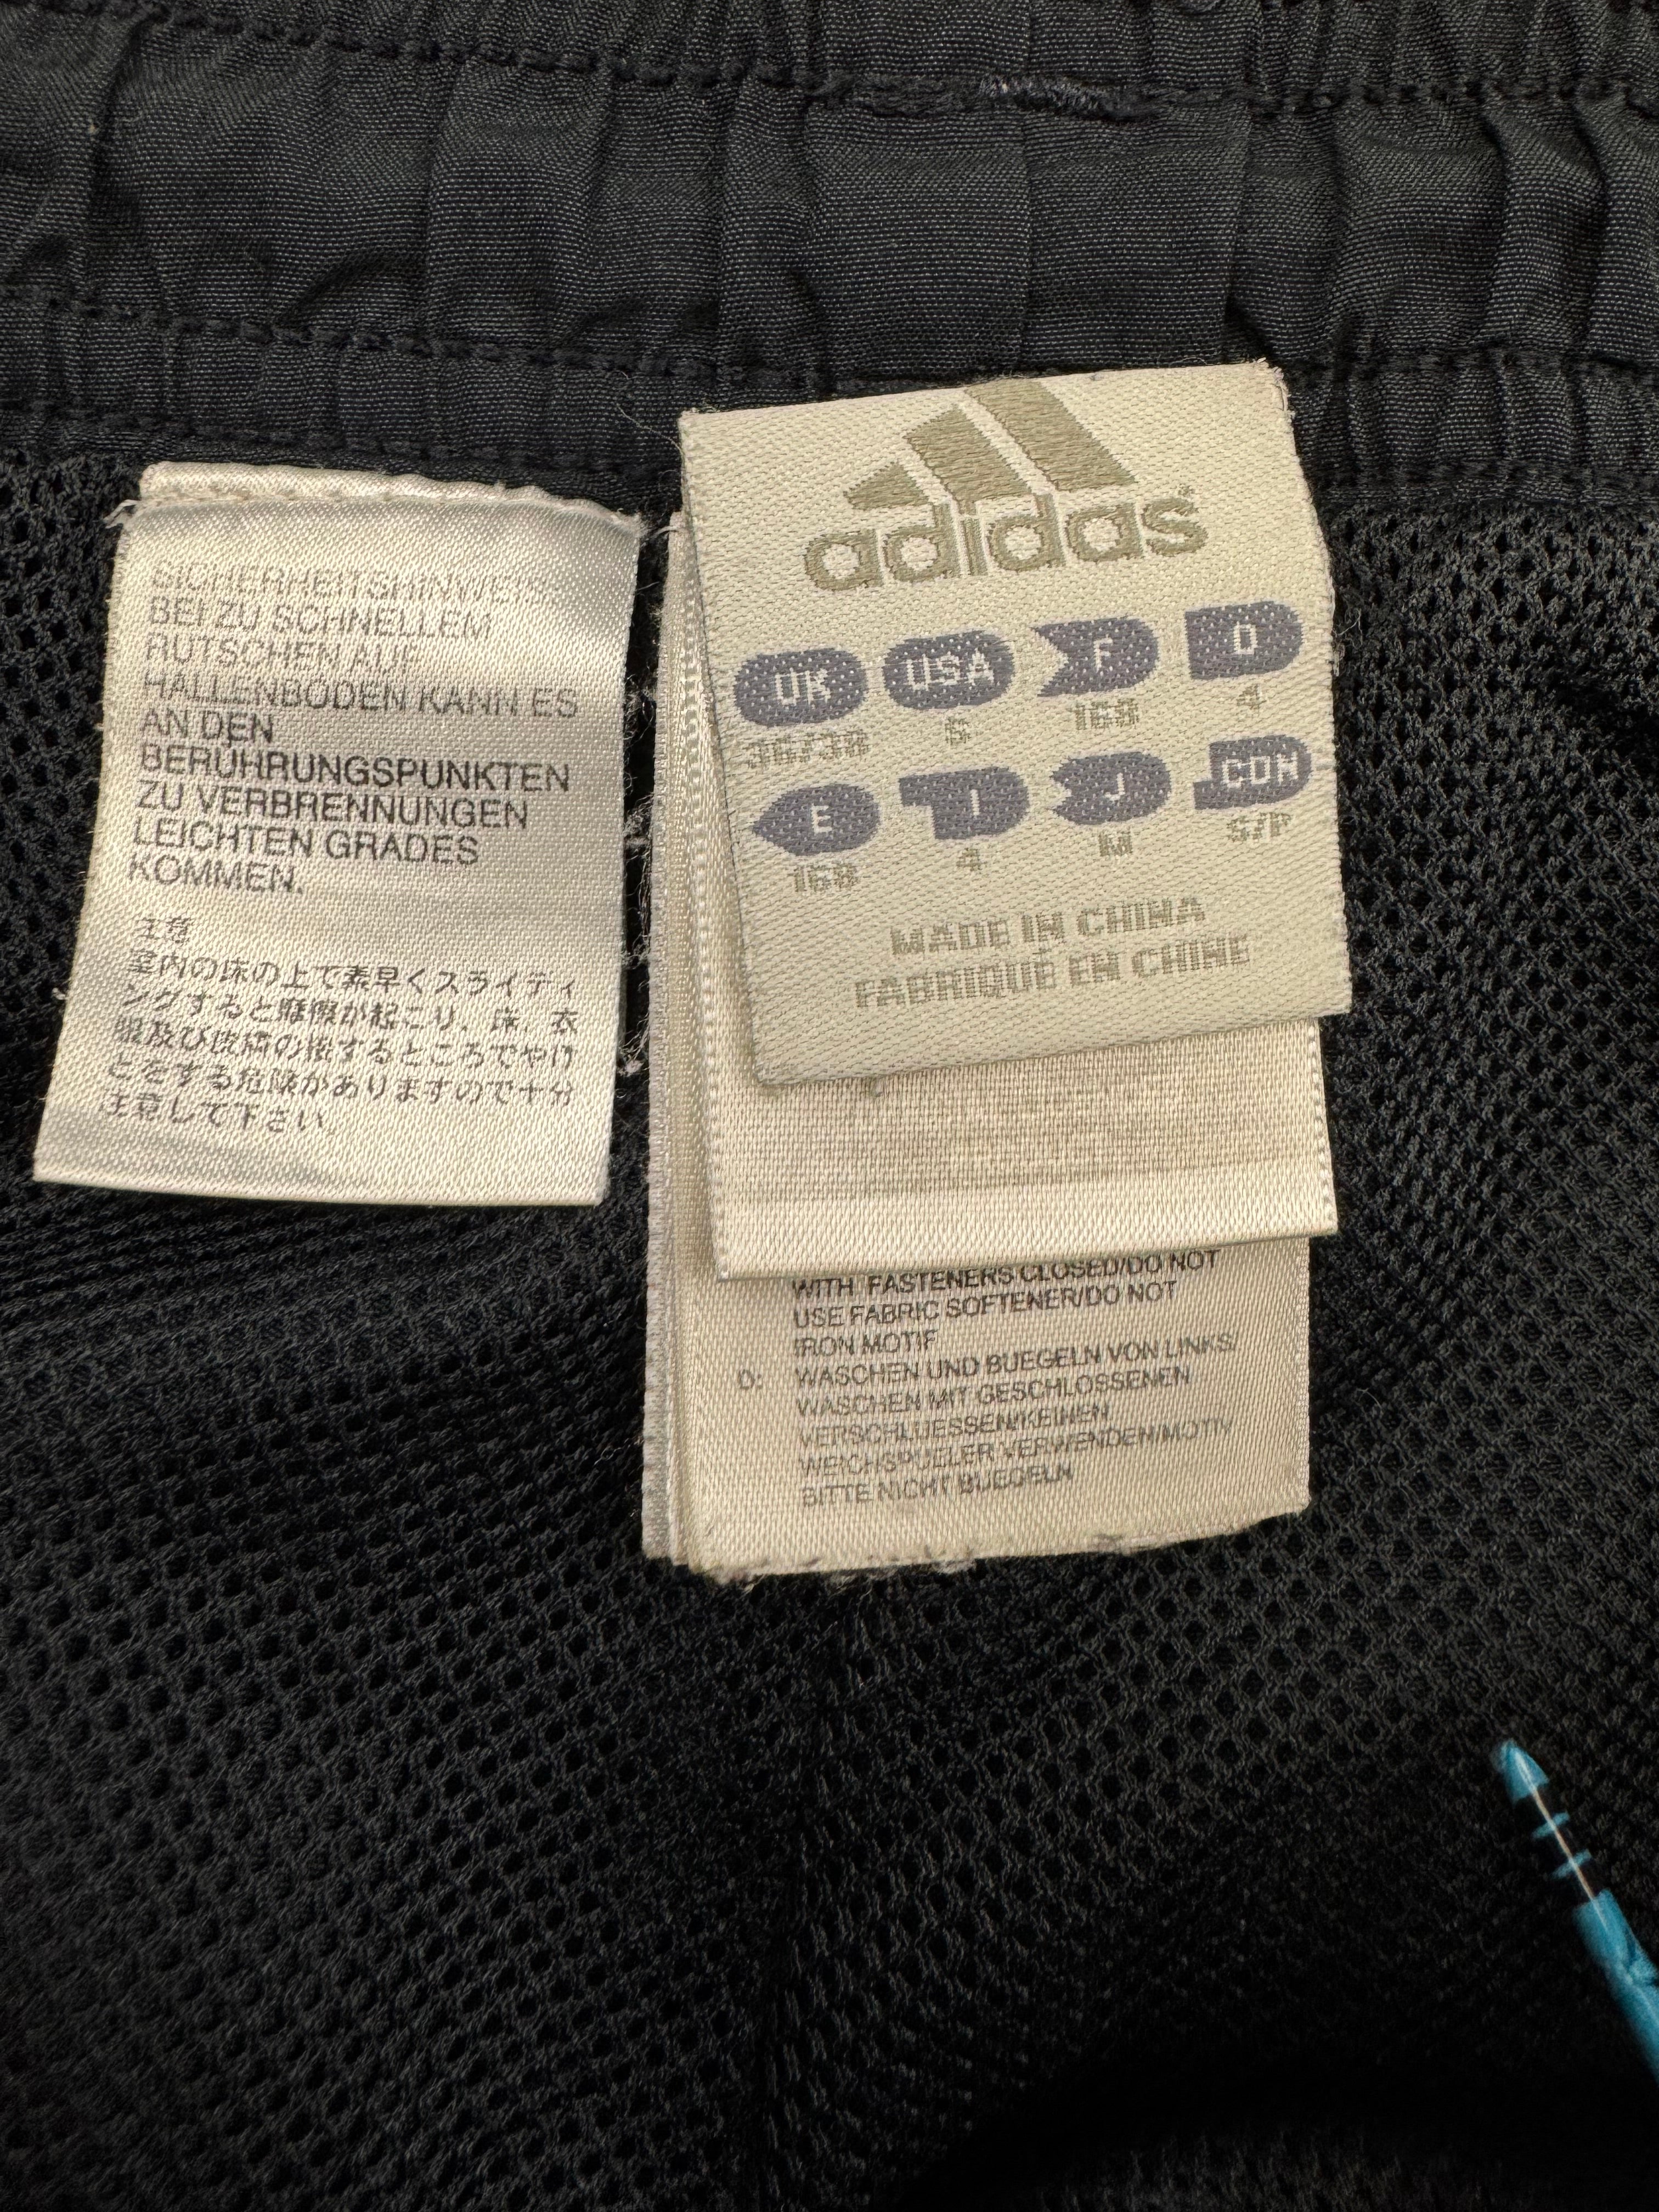 SICHERHEITSHINWEIS
BEI ZU SCHNELLEM
RUTSCHEN AUF
HALLENBODEN KANN ES
AN DEN
BERÜHRUNGSPUNKTEN
ZU VERBRENNUNGEN
LEICHTEN GRADES
KOMMEN.
注意
室内の床の上で素早くスライディ
ングすると摩擦が起こり、床、衣
服及び皮膚の接するところでやけ
どをする危険がありますので十分
注意して下さい。
adidas®
UK USA F D
36/38 6 168 4
E I J CDN
168 4 M S/P
MADE IN CHINA
FABRIQUÉ EN CHINE
WITH FASTENERS CLOSED/DO NOT
USE FABRIC SOFTENER/DO NOT
IRON MOTIF
D: WASCHEN UND BUEGELN VON LINKS/
WASCHEN MIT GESCHLOSSENEN
VERSCHLUESSEN/KEINEN
WEICHSPUELER VERWENDEN/MOTIV
BITTE NICHT BUEGELN